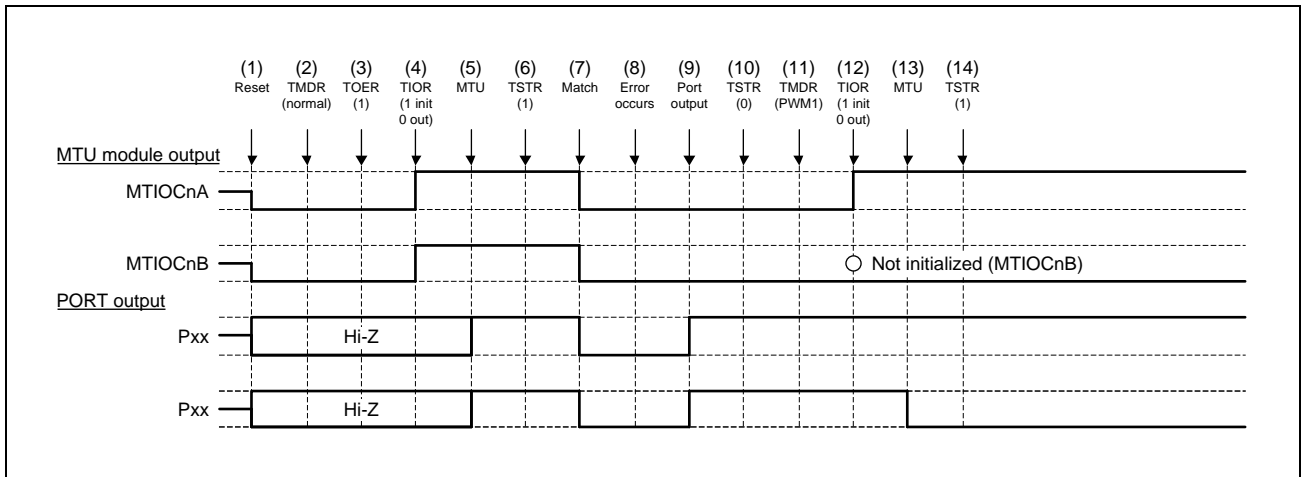 (1) (2) (3) (4) (5) (6) (7) (8) (9) (10) (11) (12) (13) (14)
Reset TMDR TOER TIOR MTU TSTR Match Error Port TSTR TMDR TIOR MTU TSTR
(normal) (1) (1 init (1) occurs output (0) (PWM1) (1 init (1)
0 out) 0 out)
MTU module output
MTIOCnA
MTIOCnB Not initialized (MTIOCnB)
PORT output
Pxx Hi-Z
Pxx Hi-Z